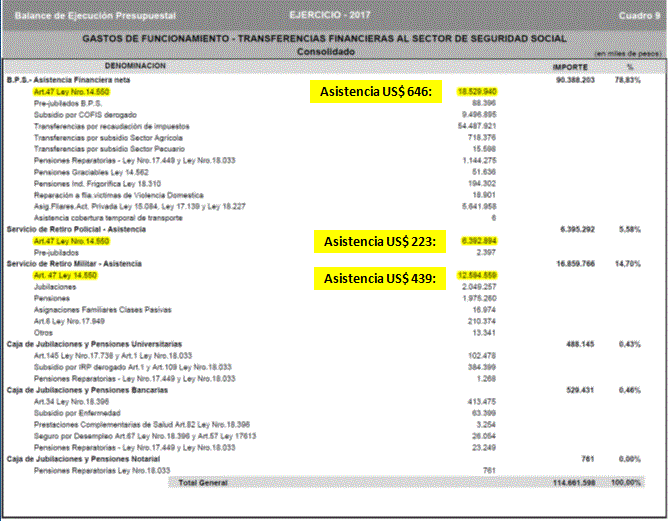 Balance de Ejecución Presupuestal EJERCICIO - 2017 Cuadro 9
GASTOS DE FUNCIONAMIENTO - TRANSFERENCIAS FINANCIERAS AL SECTOR DE SEGURIDAD SOCIAL
Consolidado
(en miles de pesos)
DENOMINACION IMPORTE %
B.P.S.- Asistencia Financiera neta 90.388.203 78,83%
Art.47 Ley Nro.14.550 Asistencia US$ 646: 18.529.940
Pre-jubilados B.P.S. 88.396
Subsidio por COFIS derogado 9.496.895
Transferencias por recaudación de impuestos 54.487.921
Transferencias por subsidio Sector Agrícola 718.376
Transferencias por subsidio Sector Pecuario 15.598
Pensiones Reparatorias - Ley Nro.17.449 y Ley Nro.18.033 1.144.275
Pensiones Graciables Ley 14.562 51.636
Pensiones Ind. Frigorífica Ley 18.310 194.302
Reparación a flia.victimas de Violencia Domestica 18.901
Asig.Fliares.Act. Privada Ley 15.084, Ley 17.139 y Ley 18.227 5.641.958
Asistencia cobertura temporal de transporte 6
Servicio de Retiro Policial - Asistencia 6.395.292 5,58%
Art.47 Ley Nro.14.550 Asistencia US$ 223: 6.392.894
Pre-jubilados 2.397
Servicio de Retiro Militar - Asistencia 16.859.766 14,70%
Art. 47 Ley 14.550 Asistencia US$ 439: 12.594.559
Jubilaciones 2.049.257
Pensiones 1.975.260
Asignaciones Familiares Clases Pasivas 16.974
Art.6 Ley Nro.17.949 210.374
Otros 13.341
Caja de Jubilaciones y Pensiones Universitarias 488.145 0,43%
Art.145 Ley Nro.17.738 y Art.1 Ley Nro.18.033 102.478
Subsidio por IRP derogado Art.1 y Art.109 Ley Nro.18.033 384.399
Pensiones Reparatorias - Ley Nro.17.449 y Ley Nro.18.033 1.268
Caja de Jubilaciones y Pensiones Bancarias 529.431 0,46%
Art.34 Ley Nro.18.396 413.475
Subsidio por Enfermedad 63.399
Prestaciones Complementarias de Salud Art.82 Ley Nro.18.396 3.254
Seguro por Desempleo Art.67 Ley Nro.18.396 y Art.57 Ley 17613 26.054
Pensiones Reparatorias - Ley Nro.17.449 y Ley Nro.18.033 23.249
Caja de Jubilaciones y Pensiones Notarial 761 0,00%
Pensiones Reparatorias Ley Nro.18.033 761
Total General 114.661.598 100,00%